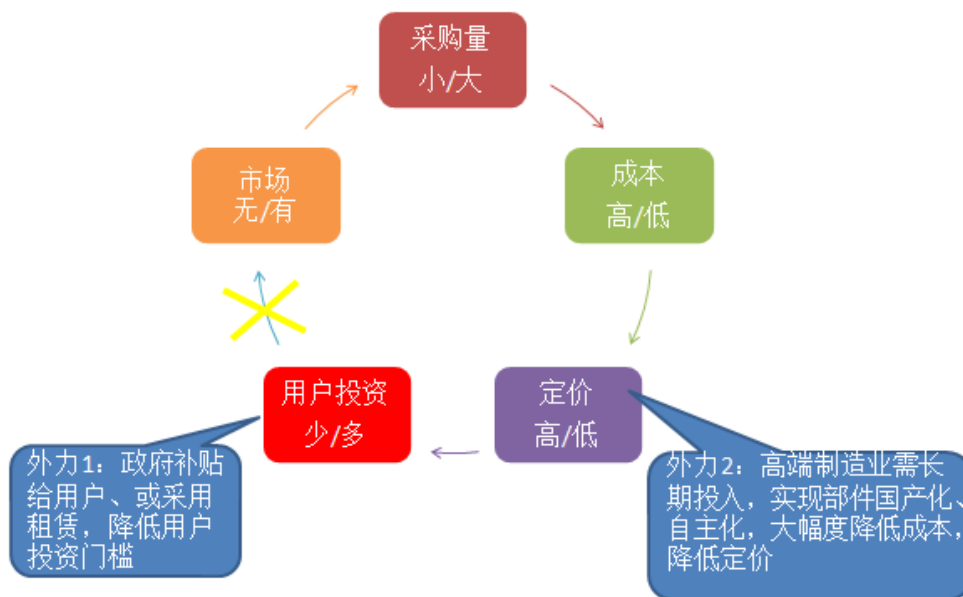 采购量
小/大
市场
无/有
成本
高/低
用户投资
少/多
定价
高/低
外力1：政府补贴
给用户、或采用
租赁，降低用户
投资门槛
外力2：高端制造业需长
期投入，实现部件国产化、
自主化，大幅度降低成本，
降低定价